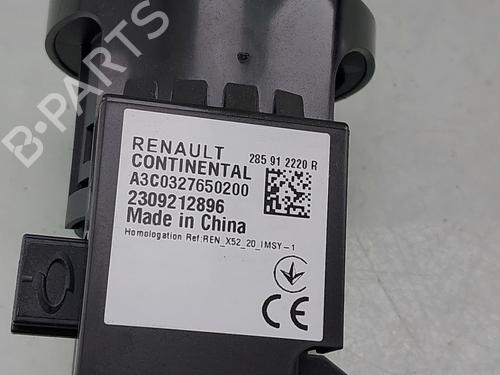 B-PARTS
RENAULT
CONTINENTAL
285 91 2220 R
A3C0327650200
2309212896
Made in China
Homologation Ref:REN_X52_20_IMSY-1
CE